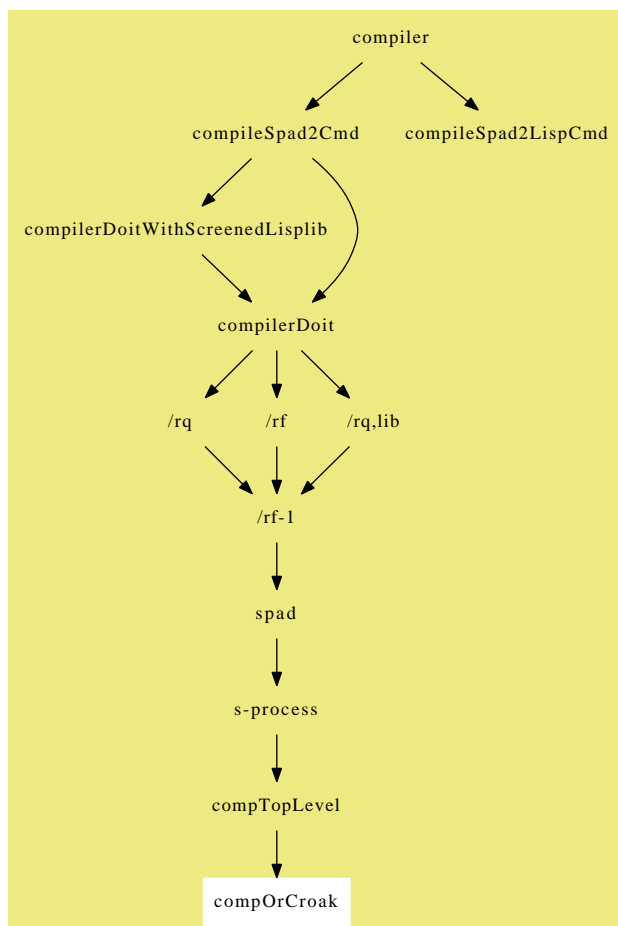 compiler
compileSpad2Cmd compileSpad2LispCmd
compilerDoitWithScreenedLisplib
compilerDoit
/rq /rf /rq,lib
/rf-1
spad
s-process
compTopLevel
compOrCroak